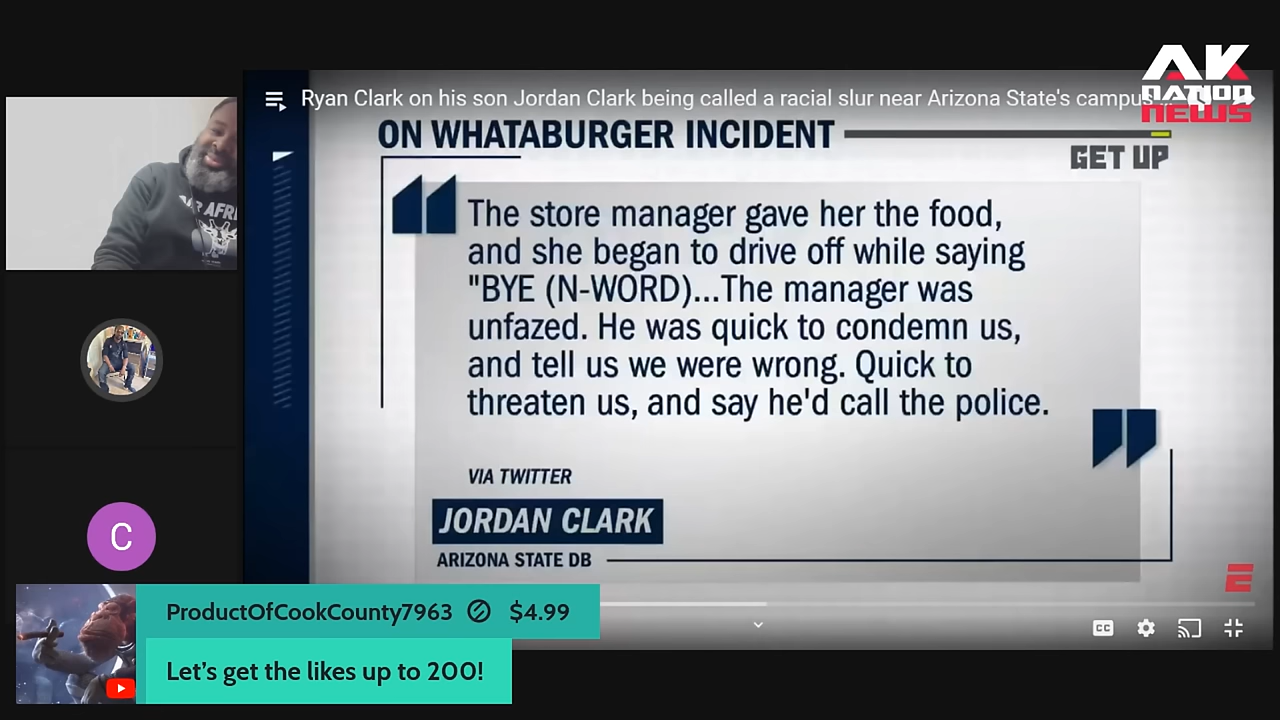 AK
NATION
NEWS
Ryan Clark on his son Jordan Clark being called a racial slur near Arizona State's campus
ON WHATABURGER INCIDENT
GET UP
The store manager gave her the food,
and she began to drive off while saying
"BYE (N-WORD)...The manager was
unfazed. He was quick to condemn us,
and tell us we were wrong. Quick to
threaten us, and say he'd call the police.
VIA TWITTER
JORDAN CLARK
ARIZONA STATE DB
C
E
CC
ProductOfCookCounty7963 $4.99
Let's get the likes up to 200!